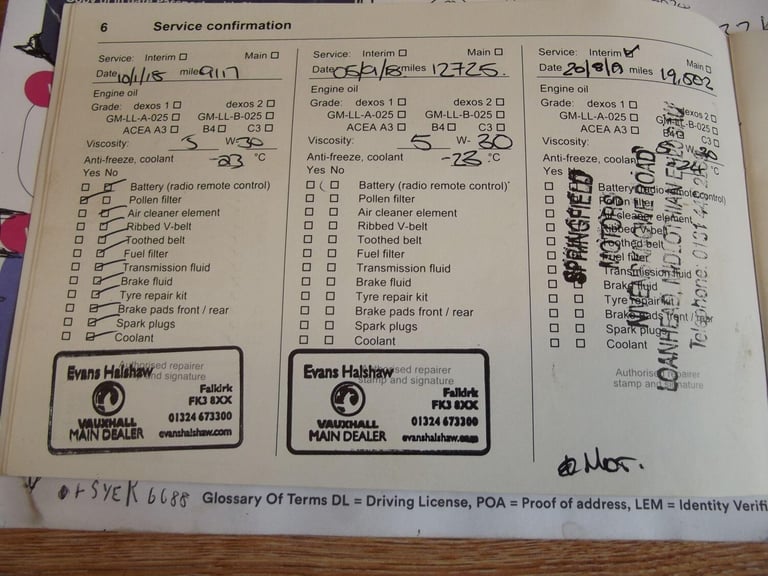 6 Service confirmation
Service: Interim Main
Date 10/1/18 miles 9117
Engine oil
Grade: dexos 1 dexos 2
GM-LL-A-025 GM-LL-B-025
ACEA A3 B4 C3
Viscosity: 5 W- 30
Anti-freeze, coolant -23 °C
Yes No
Battery (radio remote control)
Pollen filter
Air cleaner element
Ribbed V-belt
Toothed belt
Fuel filter
Transmission fluid
Brake fluid
Tyre repair kit
Brake pads front / rear
Spark plugs
Coolant
Authorised repairer
stamp and signature
Evans Halshaw
Falkirk
FK3 8XX
01324 673300
VAUXHALL
MAIN DEALER
evanshalshaw.com
Service: Interim Main
Date miles 12725.
Engine oil
Grade: dexos 1 dexos 2
GM-LL-A-025 GM-LL-B-025
ACEA A3 B4 C3
Viscosity: 5 W- 30
Anti-freeze, coolant -23 °C
Yes No
Battery (radio remote control)
Pollen filter
Air cleaner element
Ribbed V-belt
Toothed belt
Fuel filter
Transmission fluid
Brake fluid
Tyre repair kit
Brake pads front / rear
Spark plugs
Coolant
Authorised repairer
stamp and signature
Evans Halshaw
Falkirk
FK3 8XX
01324 673300
VAUXHALL
MAIN DEALER
evanshalshaw.com
Service: Interim Main
Date 20/8/19 miles 19,502
Engine oil
Grade: dexos 1 dexos 2
GM-LL-A-025 GM-LL-B-025
ACEA A3 B4 C3
Viscosity: 5 W- 30
Anti-freeze, coolant °C
Yes
Battery (radio remote control)
Pollen filter
Air cleaner element
Ribbed V-belt
Toothed belt
Fuel filter
Transmission fluid
Brake fluid
Tyre repair kit
Brake pads front / rear
Spark plugs
Coolant
Authorised repairer
stamp and signature
SPRINGFIELD
MOTORS
ROAD
LOANHEAD, MIDLOTHIAN
Telephone: 0131
MOT.
Glossary Of Terms DL = Driving License, POA = Proof of address, LEM = Identity Verifi